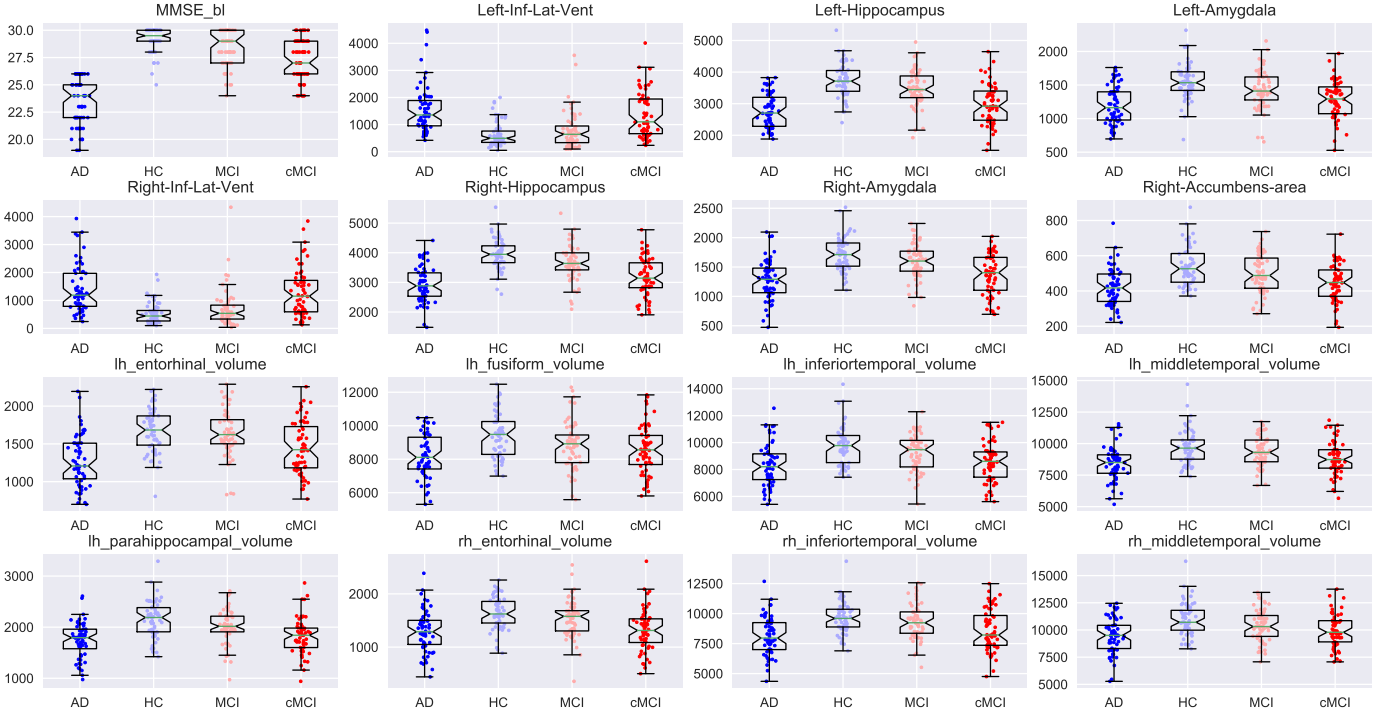 MMSE_bl
30.0
27.5
25.0
22.5
20.0
AD HC MCI cMCI
Left-Inf-Lat-Vent
4000
3000
2000
1000
0
AD HC MCI cMCI
Left-Hippocampus
5000
4000
3000
2000
AD HC MCI cMCI
Left-Amygdala
2000
1500
1000
500
AD HC MCI cMCI
Right-Inf-Lat-Vent
4000
3000
2000
1000
0
AD HC MCI cMCI
Right-Hippocampus
5000
4000
3000
2000
AD HC MCI cMCI
Right-Amygdala
2500
2000
1500
1000
500
AD HC MCI cMCI
Right-Accumbens-area
800
600
400
200
AD HC MCI cMCI
lh_entorhinal_volume
2000
1500
1000
AD HC MCI cMCI
lh_fusiform_volume
12000
10000
8000
6000
AD HC MCI cMCI
lh_inferiortemporal_volume
14000
12000
10000
8000
6000
AD HC MCI cMCI
lh_middletemporal_volume
15000
12500
10000
7500
5000
AD HC MCI cMCI
lh_parahippocampal_volume
3000
2000
1000
AD HC MCI cMCI
rh_entorhinal_volume
2000
1000
AD HC MCI cMCI
rh_inferiortemporal_volume
12500
10000
7500
5000
AD HC MCI cMCI
rh_middletemporal_volume
15000
12500
10000
7500
5000
AD HC MCI cMCI